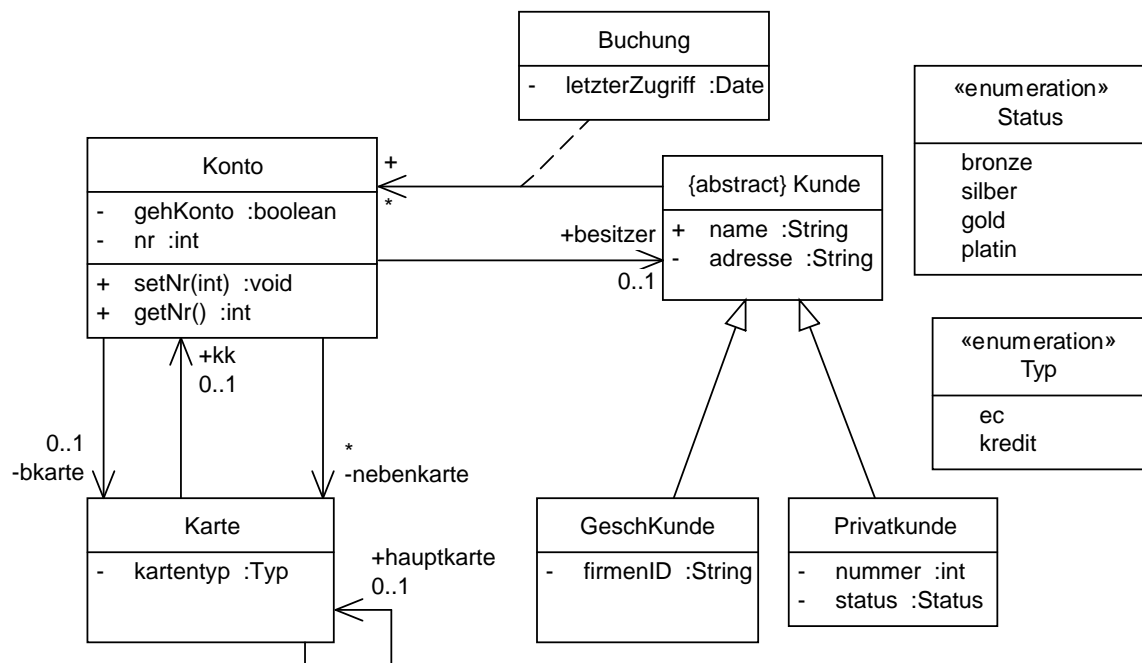 Buchung
- letzterZugriff :Date
«enumeration»
Status
bronze
silber
gold
platin
Konto
- gehKonto :boolean
- nr :int
+ setNr(int) :void
+ getNr() :int
+
*
{abstract} Kunde
+ name :String
- adresse :String
+besitzer
0..1
«enumeration»
Typ
ec
kredit
+kk
0..1
0..1
-bkarte
*
-nebenkarte
Karte
- kartentyp :Typ
+hauptkarte
0..1
GeschKunde
- firmenID :String
Privatkunde
- nummer :int
- status :Status